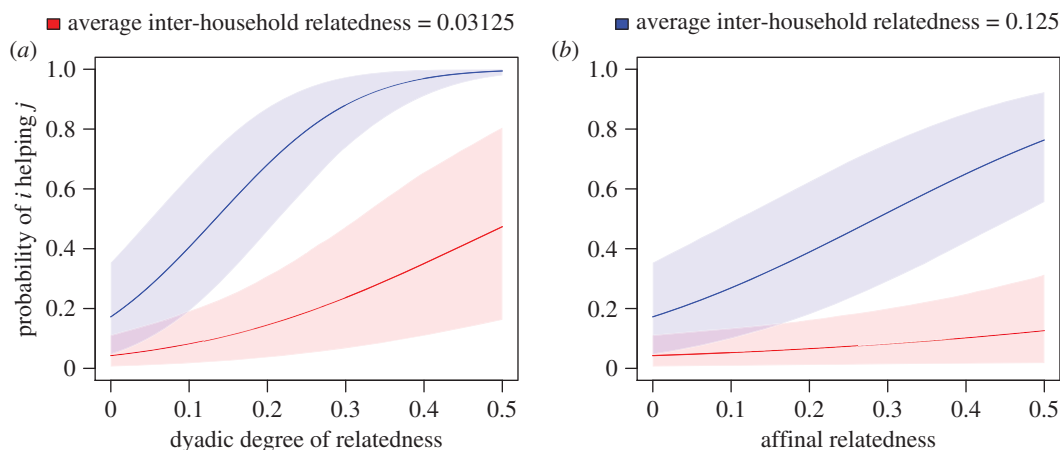 average inter-household relatedness = 0.03125
average inter-household relatedness = 0.125
(a)
1.0
0.8
0.6
0.4
0.2
0
probability of i helping j
0 0.1 0.2 0.3 0.4 0.5
dyadic degree of relatedness
(b)
1.0
0.8
0.6
0.4
0.2
0
0 0.1 0.2 0.3 0.4 0.5
affinal relatedness